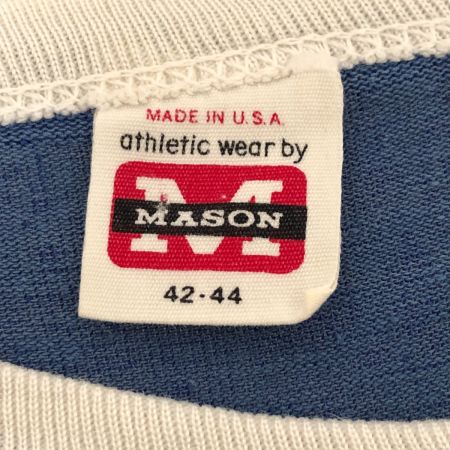 MADE IN U.S.A.
athletic wear by
M
MASON
42-44